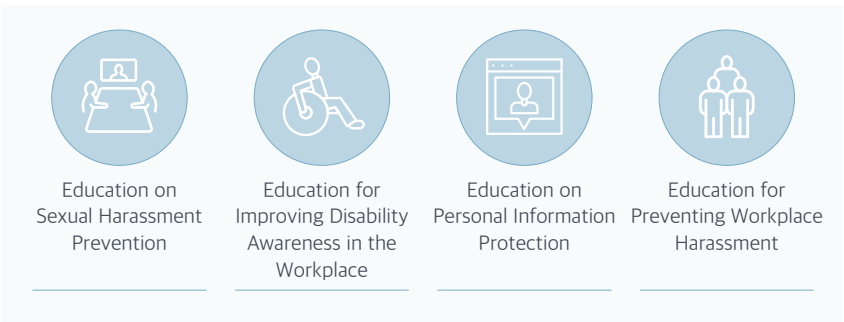 Education on
Sexual Harassment
Prevention
Education for
Improving Disability
Awareness in the
Workplace
Education on
Personal Information
Protection
Education for
Preventing Workplace
Harassment